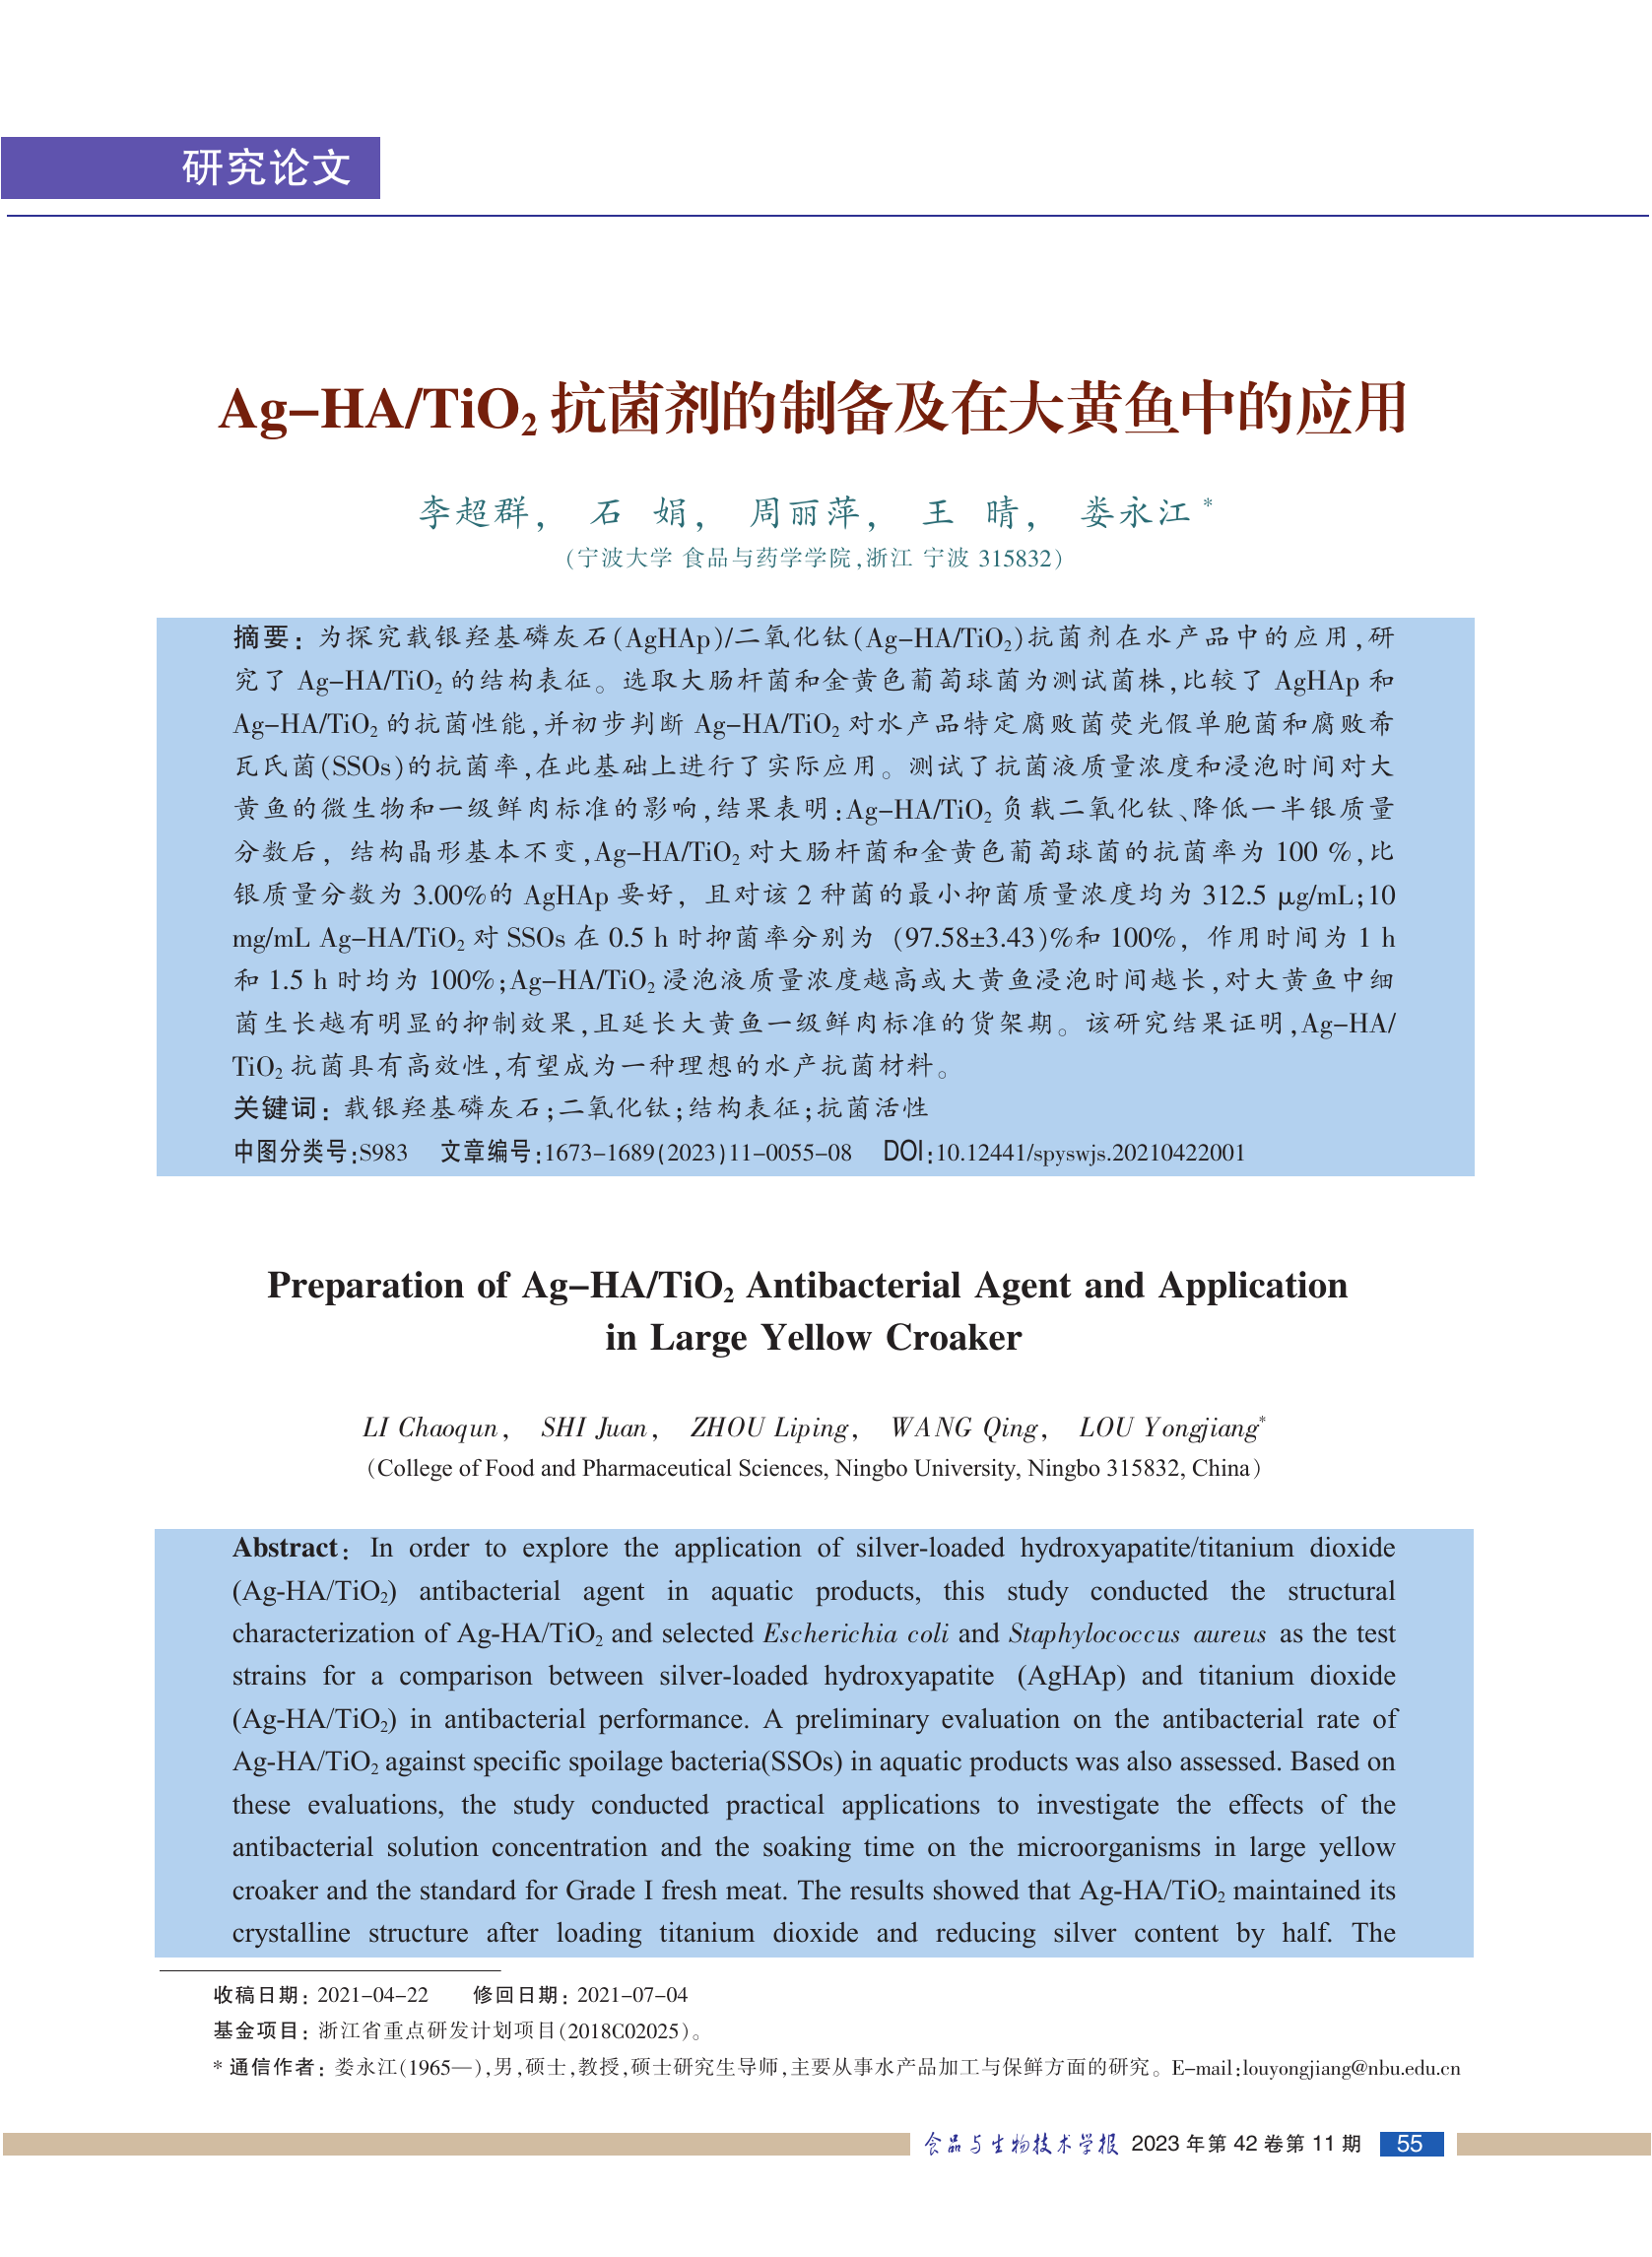 研究论文
Ag–HA/TiO₂抗菌剂的制备及在大黄鱼中的应用
李超群， 石 娟， 周丽萍， 王 晴， 娄永江*
(宁波大学 食品与药学学院,浙江 宁波 315832)
摘要：为探究载银羟基磷灰石(AgHAp)/二氧化钛(Ag–HA/TiO₂)抗菌剂在水产品中的应用,研
究了 Ag–HA/TiO₂ 的结构表征。选取大肠杆菌和金黄色葡萄球菌为测试菌株,比较了 AgHAp 和
Ag–HA/TiO₂ 的抗菌性能,并初步判断 Ag–HA/TiO₂ 对水产品特定腐败菌荧光假单胞菌和腐败希
瓦氏菌(SSOs)的抗菌率,在此基础上进行了实际应用。测试了抗菌液质量浓度和浸泡时间对大
黄鱼的微生物和一级鲜肉标准的影响,结果表明:Ag–HA/TiO₂ 负载二氧化钛、降低一半银质量
分数后，结构晶形基本不变,Ag–HA/TiO₂ 对大肠杆菌和金黄色葡萄球菌的抗菌率为 100 %,比
银质量分数为 3.00%的 AgHAp 要好，且对该 2 种菌的最小抑菌质量浓度均为 312.5 μg/mL;10
mg/mL Ag–HA/TiO₂ 对 SSOs 在 0.5 h 时抑菌率分别为 (97.58±3.43)%和 100%，作用时间为 1 h
和 1.5 h 时均为 100%;Ag–HA/TiO₂ 浸泡液质量浓度越高或大黄鱼浸泡时间越长,对大黄鱼中细
菌生长越有明显的抑制效果,且延长大黄鱼一级鲜肉标准的货架期。该研究结果证明,Ag–HA/
TiO₂ 抗菌具有高效性,有望成为一种理想的水产抗菌材料。
关键词：载银羟基磷灰石;二氧化钛;结构表征;抗菌活性
中图分类号:S983 文章编号:1673–1689(2023)11–0055–08 DOI:10.12441/spyswjs.20210422001
Preparation of Ag–HA/TiO₂ Antibacterial Agent and Application
in Large Yellow Croaker
LI Chaoqun， SHI Juan， ZHOU Liping， WANG Qing， LOU Yongjiang*
(College of Food and Pharmaceutical Sciences, Ningbo University, Ningbo 315832, China)
Abstract： In order to explore the application of silver-loaded hydroxyapatite/titanium dioxide
(Ag-HA/TiO₂) antibacterial agent in aquatic products, this study conducted the structural
characterization of Ag-HA/TiO₂ and selected Escherichia coli and Staphylococcus aureus as the test
strains for a comparison between silver-loaded hydroxyapatite (AgHAp) and titanium dioxide
(Ag-HA/TiO₂) in antibacterial performance. A preliminary evaluation on the antibacterial rate of
Ag-HA/TiO₂ against specific spoilage bacteria(SSOs) in aquatic products was also assessed. Based on
these evaluations, the study conducted practical applications to investigate the effects of the
antibacterial solution concentration and the soaking time on the microorganisms in large yellow
croaker and the standard for Grade I fresh meat. The results showed that Ag-HA/TiO₂ maintained its
crystalline structure after loading titanium dioxide and reducing silver content by half. The
收稿日期：2021–04–22 修回日期：2021–07–04
基金项目：浙江省重点研发计划项目(2018C02025)。
* 通信作者：娄永江(1965—),男,硕士,教授,硕士研究生导师,主要从事水产品加工与保鲜方面的研究。E–mail:louyongjiang@nbu.edu.cn
食品与生物技术学报 2023 年第 42 卷第 11 期 55